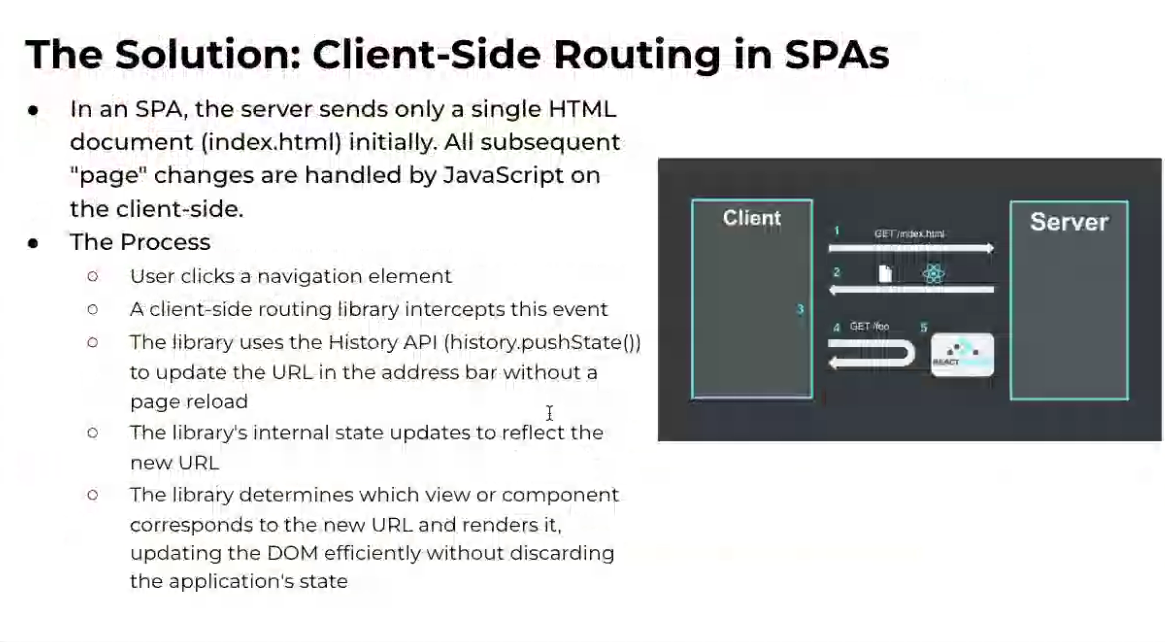 The Solution: Client-Side Routing in SPAs
● In an SPA, the server sends only a single HTML
document (index.html) initially. All subsequent
"page" changes are handled by JavaScript on
the client-side.
● The Process
○ User clicks a navigation element
○ A client-side routing library intercepts this event
○ The library uses the History API (history.pushState())
to update the URL in the address bar without a
page reload
○ The library's internal state updates to reflect the
new URL
○ The library determines which view or component
corresponds to the new URL and renders it,
updating the DOM efficiently without discarding
the application's state
Client
Server
1
GET /index.html
2
3
4 GET /foo 5
REACT